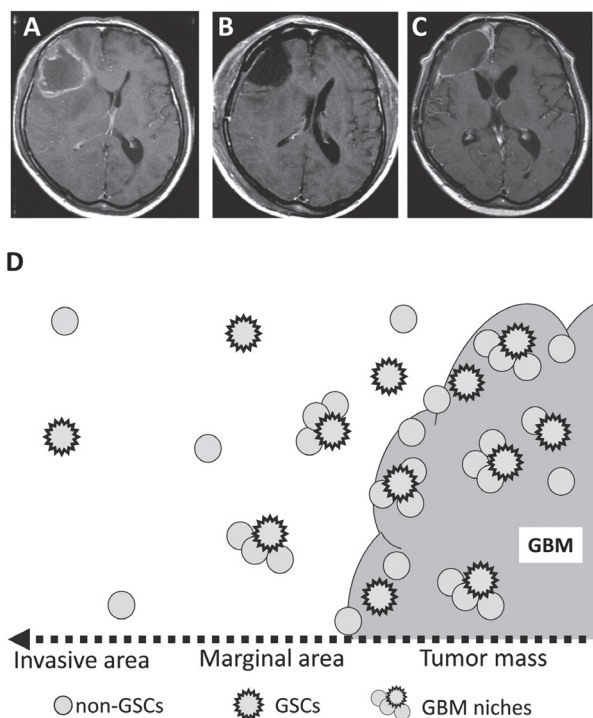 A B C
D
GBM
Invasive area Marginal area Tumor mass
non-GSCs GSCs GBM niches